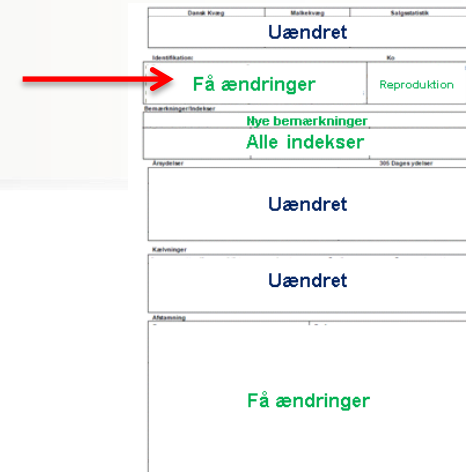 Dansk Kvæg Malkekvæg Salgsstatistik
Uændret
Identifikation: Ko
Få ændringer Reproduktion
Bemærkninger/Indekser
Nye bemærkninger
Alle indekser
Årsydelser 305 Dages ydelser
Uændret
Kælvninger
Uændret
Afstamning
Få ændringer